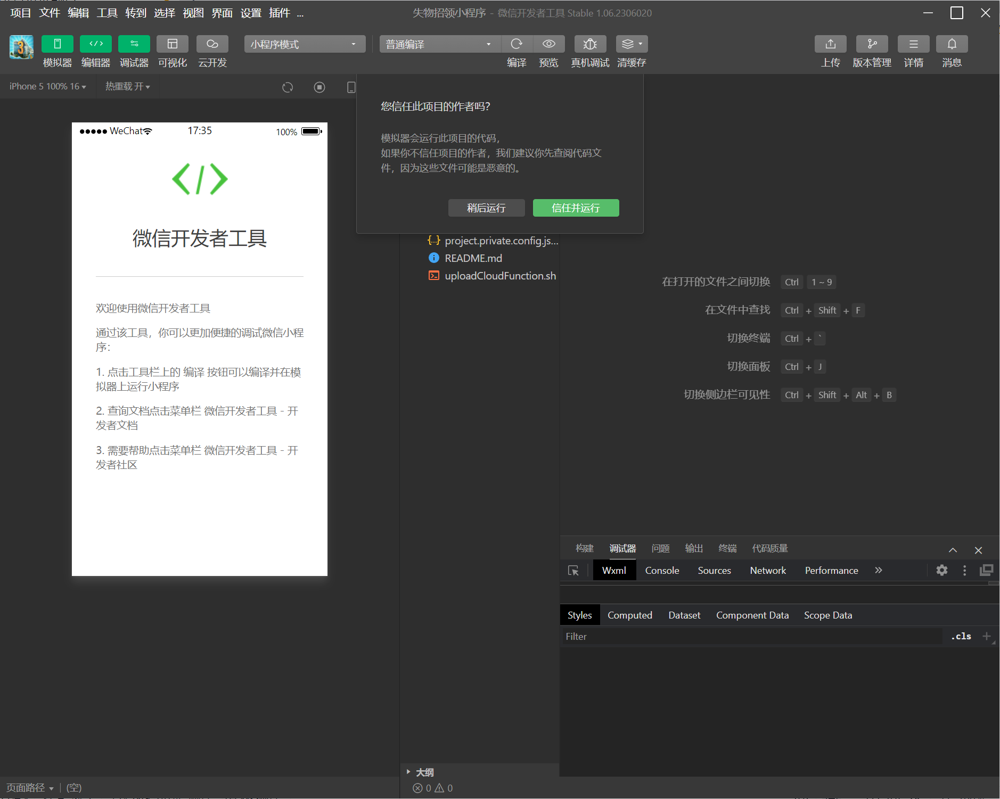 项目 文件 编辑 工具 转到 选择 视图 界面 设置 插件 ...
失物招领小程序 - 微信开发者工具 Stable 1.06.2306020
模拟器 编辑器 调试器 可视化 云开发
小程序模式
普通编译
编译 预览 真机调试 清缓存
上传 版本管理 详情 消息
iPhone 5 100% 16
热重载 开
WeChat
17:35
100%
微信开发者工具
欢迎使用微信开发者工具
通过该工具，你可以更加便捷的调试微信小程
序：
1. 点击工具栏上的 编译 按钮可以编译并在模
拟器上运行小程序
2. 查询文档点击菜单栏 微信开发者工具 - 开
发者文档
3. 需要帮助点击菜单栏 微信开发者工具 - 开
发者社区
您信任此项目的作者吗？
模拟器会运行此项目的代码，
如果你不信任项目的作者，我们建议你先查阅代码文
件，因为这些文件可能是恶意的。
稍后运行
信任并运行
project.private.config.js...
README.md
uploadCloudFunction.sh
在打开的文件之间切换 Ctrl 1 ~ 9
在文件中查找 Ctrl + Shift + F
切换终端 Ctrl + `
切换面板 Ctrl + J
切换侧边栏可见性 Ctrl + Shift + Alt + B
构建 调试器 问题 输出 终端 代码质量
Wxml Console Sources Network Performance
Styles Computed Dataset Component Data Scope Data
Filter
.cls
大纲
0 0
页面路径
(空)